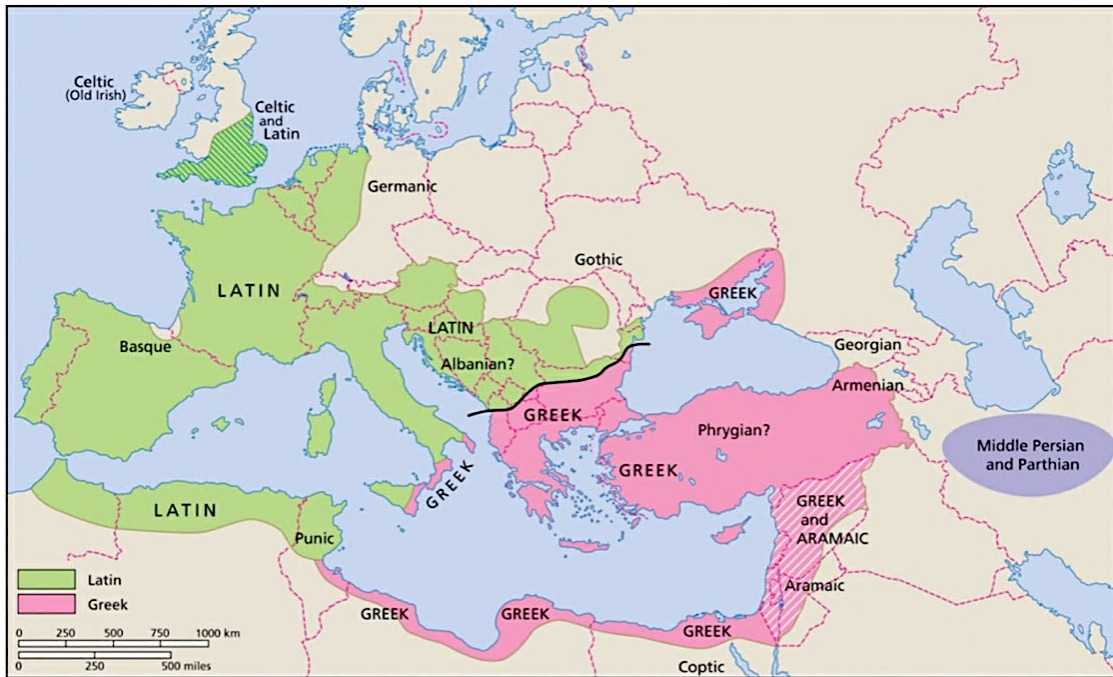 Celtic
(Old Irish)
Celtic
and
Latin
Germanic
Gothic
LATIN
GREEK
LATIN
Basque
Albanian?
Georgian
Armenian
GREEK
Phrygian?
Middle Persian
and Parthian
GREEK
GREEK
GREEK
and
ARAMAIC
LATIN
Punic
Aramaic
Latin
Greek
GREEK
GREEK
GREEK
0 250 500 750 1000 km
0 250 500 miles
Coptic